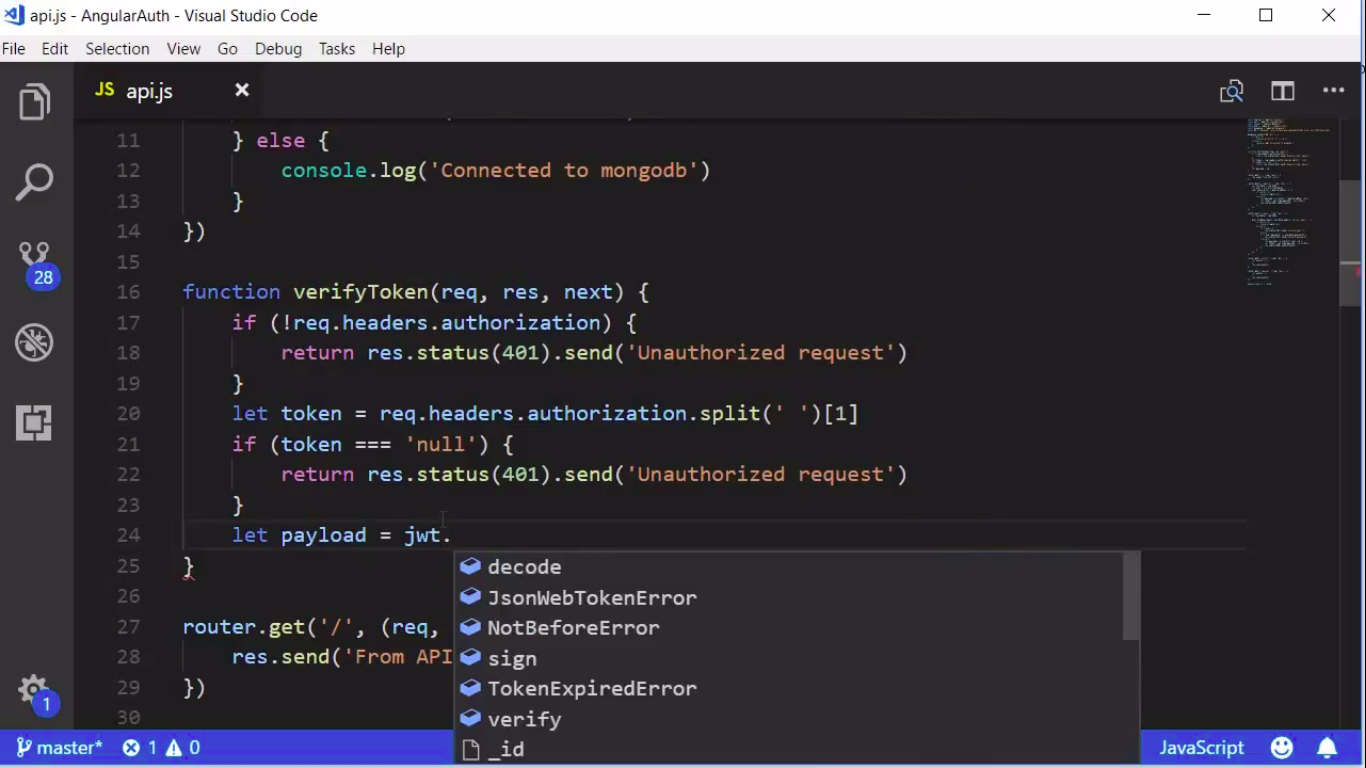 api.js - AngularAuth - Visual Studio Code
File Edit Selection View Go Debug Tasks Help
JS api.js
11 } else {
12 console.log('Connected to mongodb')
13 }
14 })
15
16 function verifyToken(req, res, next) {
17 if (!req.headers.authorization) {
18 return res.status(401).send('Unauthorized request')
19 }
20 let token = req.headers.authorization.split(' ')[1]
21 if (token === 'null') {
22 return res.status(401).send('Unauthorized request')
23 }
24 let payload = jwt.
25 }
decode
26
JsonWebTokenError
27 router.get('/', (req,
NotBeforeError
28 res.send('From API
sign
29 })
TokenExpiredError
30
verify
_id
28
1
master* 1 0 JavaScript